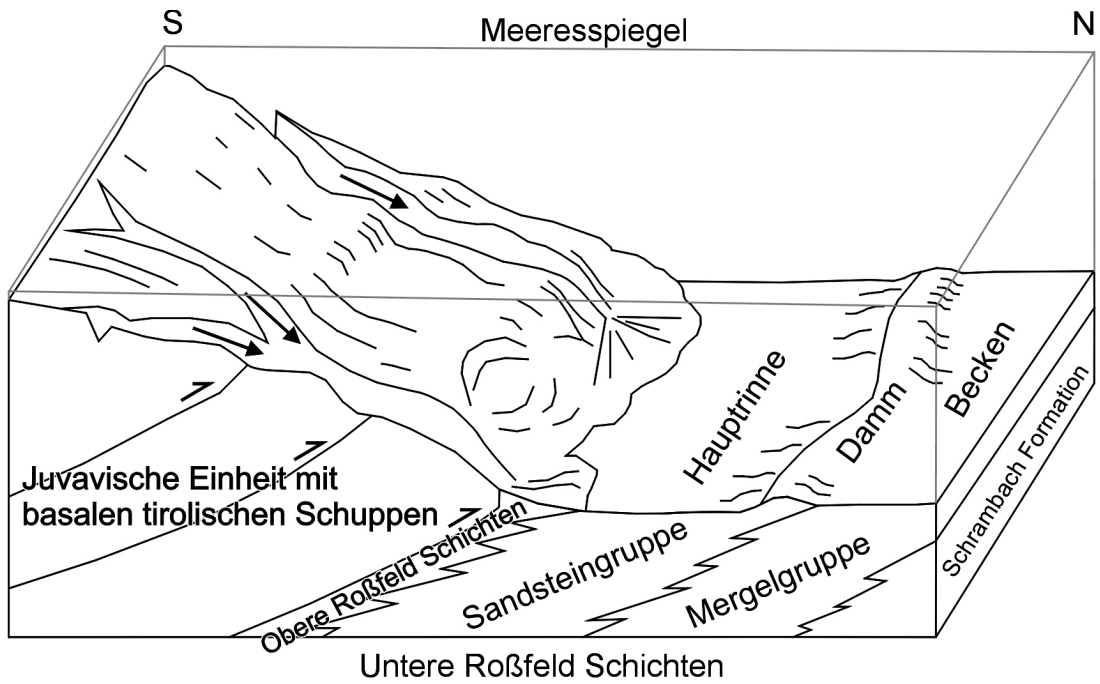 S
Meeresspiegel
N
Hauptrinne
Damm
Becken
Schrambach Formation
Juvavische Einheit mit
basalen tirolischen Schuppen
Obere Roßfeld Schichten
Sandsteingruppe
Mergelgruppe
Untere Roßfeld Schichten